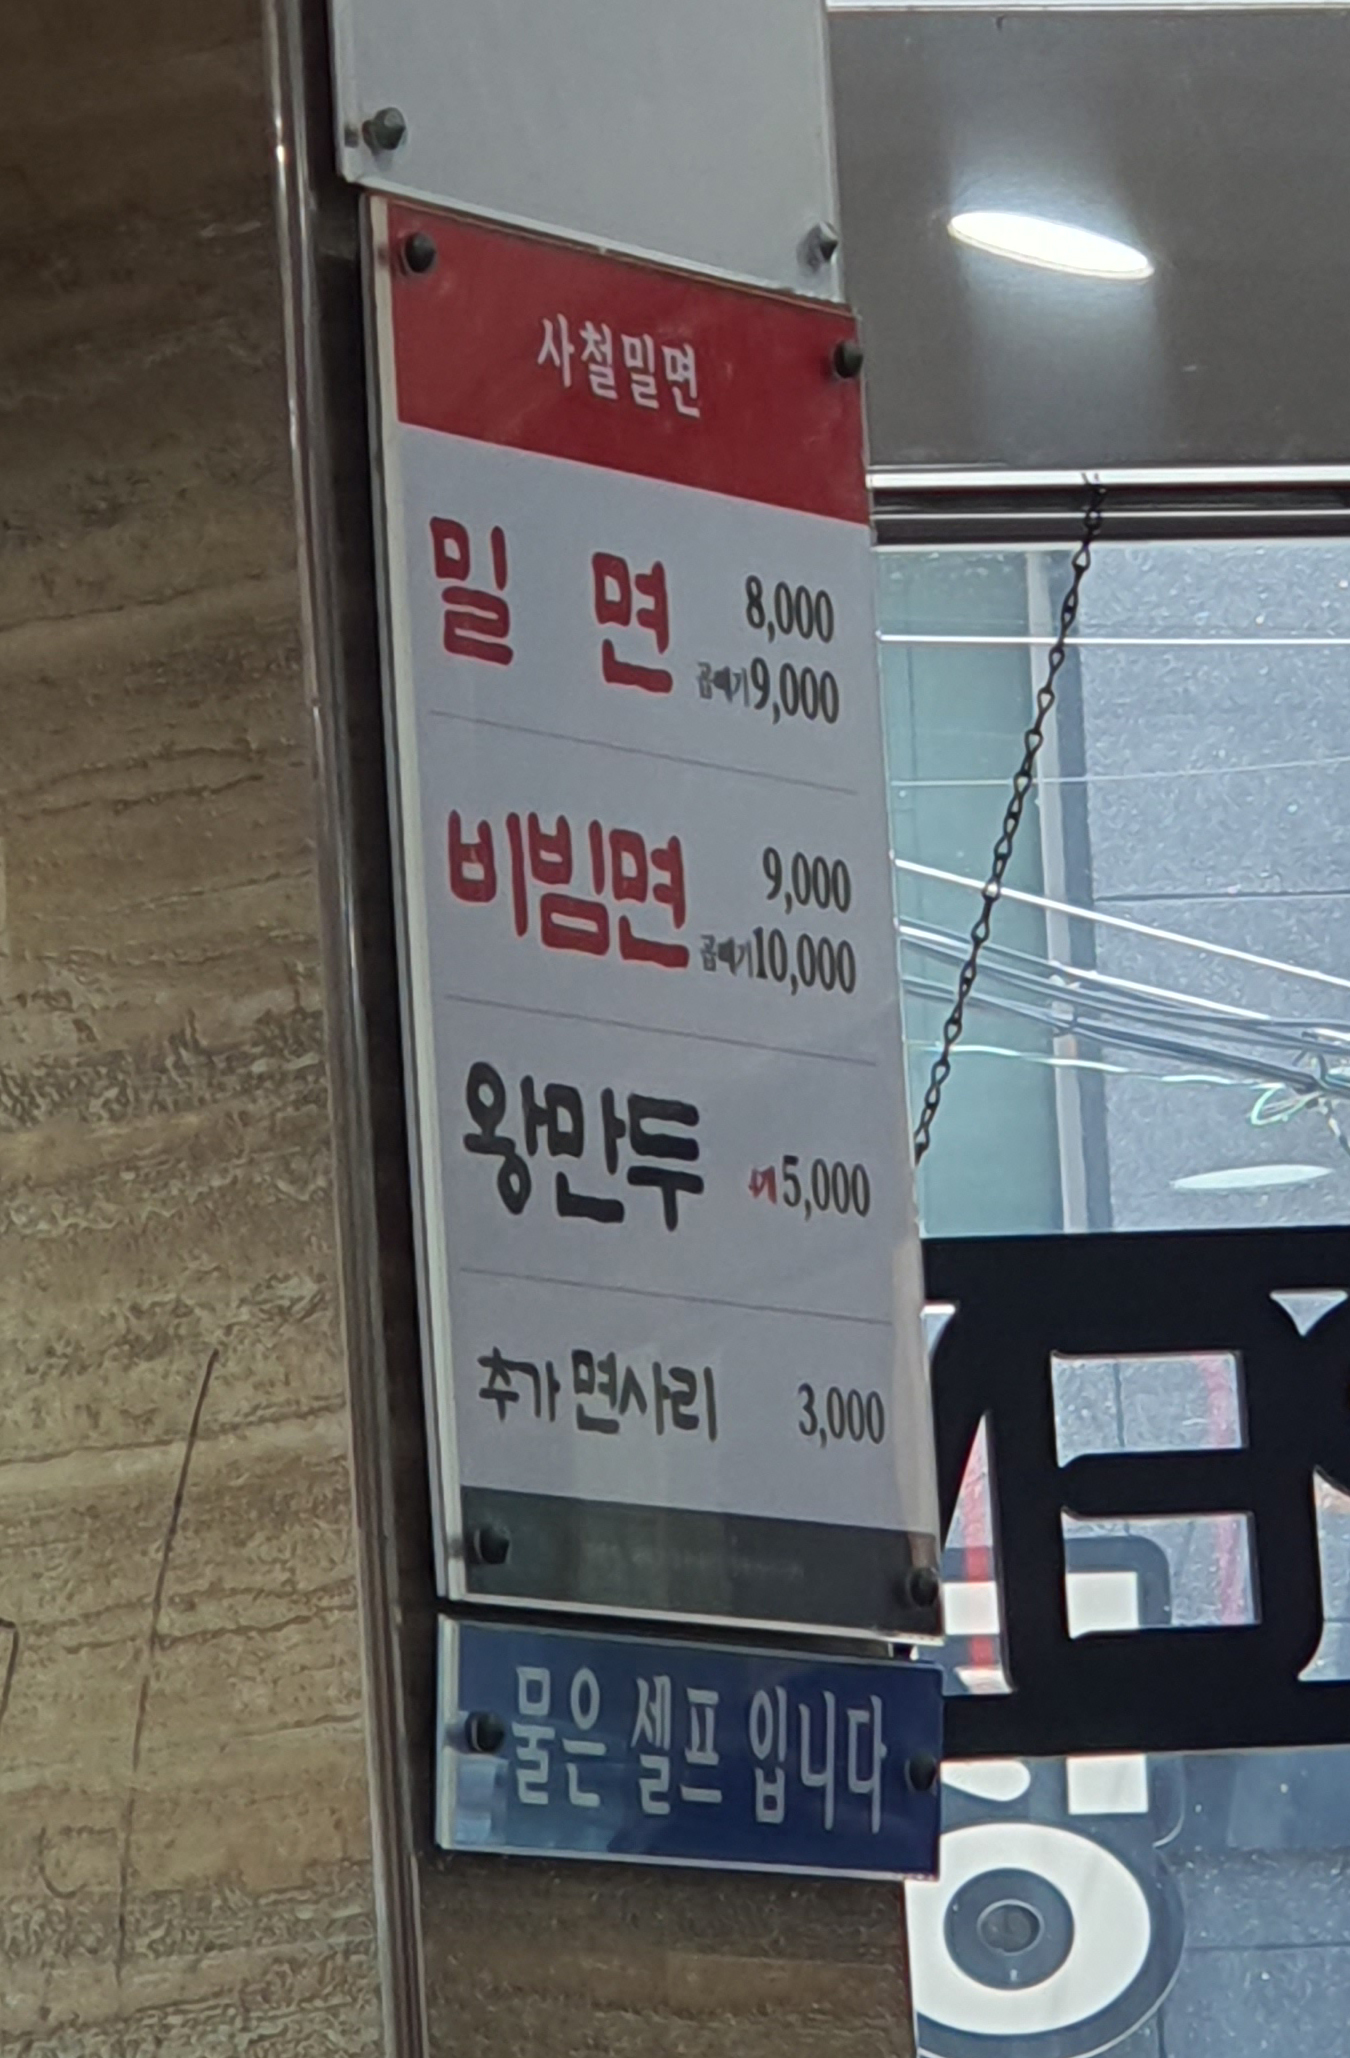 사철밀면
밀 면 8,000
곱빼기 9,000
비빔면 9,000
곱빼기 10,000
왕만두 5,000
추가 면사리 3,000
물은 셀프 입니다